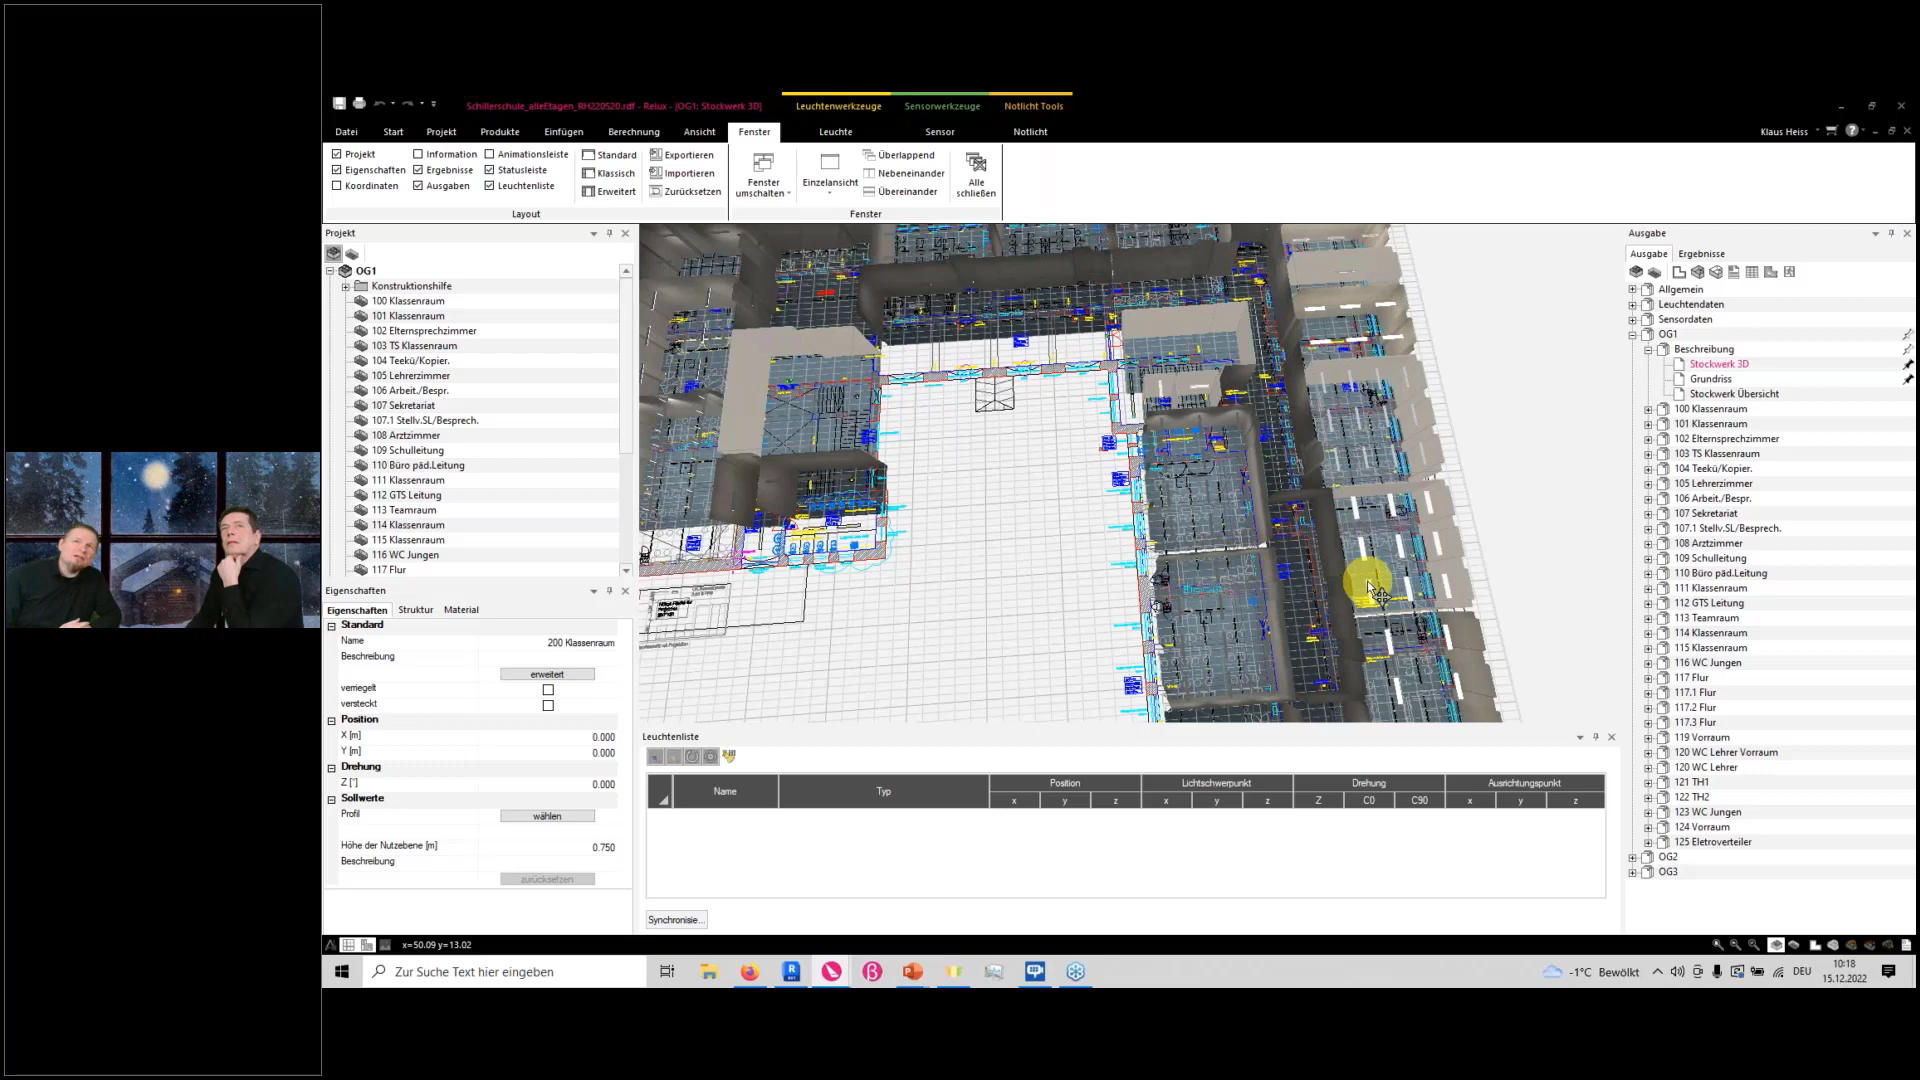 Schillerschule_alleEtagen_RH220520.rdf - Relux - [OG1: Stockwerk 3D]
Leuchtenwerkzeuge
Sensorwerkzeuge
Notlicht Tools
Datei Start Projekt Produkte Einfügen Berechnung Ansicht Fenster Leuchte Sensor Notlicht
Klaus Heiss
Projekt Information Animationsleiste Standard Exportieren
Eigenschaften Ergebnisse Statusleiste Klassisch Importieren
Koordinaten Ausgaben Leuchtenliste Erweitert Zurücksetzen
Layout
Fenster umschalten
Einzelansicht
Überlappend
Nebeneinander
Übereinander
Alle schließen
Fenster
Projekt
OG1
Konstruktionshilfe
100 Klassenraum
101 Klassenraum
102 Elternsprechzimmer
103 TS Klassenraum
104 Teekü/Kopier.
105 Lehrerzimmer
106 Arbeit./Bespr.
107 Sekretariat
107.1 Stellv.SL/Besprech.
108 Arztzimmer
109 Schulleitung
110 Büro päd.Leitung
111 Klassenraum
112 GTS Leitung
113 Teamraum
114 Klassenraum
115 Klassenraum
116 WC Jungen
117 Flur
Eigenschaften
Eigenschaften Struktur Material
Standard
Name 200 Klassenraum
Beschreibung
erweitert
verriegelt
versteckt
Position
X [m] 0.000
Y [m] 0.000
Drehung
Z [°] 0.000
Sollwerte
Profil wählen
Höhe der Nutzebene [m] 0.750
Beschreibung
zurücksetzen
Leuchtenliste
Name Typ Position Lichtschwerpunkt Drehung Ausrichtungspunkt
x y z x y z Z C0 C90 x y z
Synchronisie...
Ausgabe
Ausgabe Ergebnisse
Allgemein
Leuchtendaten
Sensordaten
OG1
Beschreibung
Stockwerk 3D
Grundriss
Stockwerk Übersicht
100 Klassenraum
101 Klassenraum
102 Elternsprechzimmer
103 TS Klassenraum
104 Teekü/Kopier.
105 Lehrerzimmer
106 Arbeit./Bespr.
107 Sekretariat
107.1 Stellv.SL/Besprech.
108 Arztzimmer
109 Schulleitung
110 Büro päd.Leitung
111 Klassenraum
112 GTS Leitung
113 Teamraum
114 Klassenraum
115 Klassenraum
116 WC Jungen
117 Flur
117.1 Flur
117.2 Flur
117.3 Flur
119 Vorraum
120 WC Lehrer Vorraum
120 WC Lehrer
121 TH1
122 TH2
123 WC Jungen
124 Vorraum
125 Eletroverteiler
OG2
OG3
x=50.09 y=13.02
Zur Suche Text hier eingeben
-1°C Bewölkt
DEU
10:18
15.12.2022